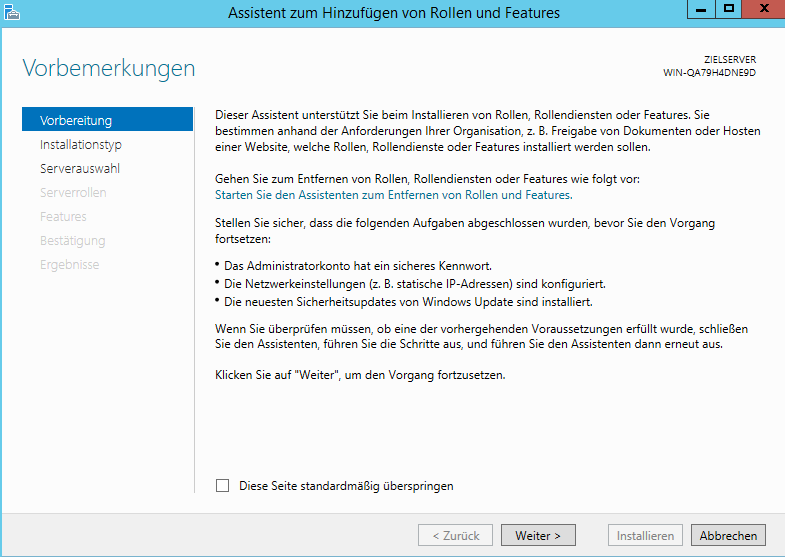 Assistent zum Hinzufügen von Rollen und Features
Vorbemerkungen
ZIELSERVER
WIN-QA79H4DNE9D
Vorbereitung
Installationstyp
Serverauswahl
Serverrollen
Features
Bestätigung
Ergebnisse
Dieser Assistent unterstützt Sie beim Installieren von Rollen, Rollendiensten oder Features. Sie
bestimmen anhand der Anforderungen Ihrer Organisation, z. B. Freigabe von Dokumenten oder Hosten
einer Website, welche Rollen, Rollendienste oder Features installiert werden sollen.
Gehen Sie zum Entfernen von Rollen, Rollendiensten oder Features wie folgt vor:
Starten Sie den Assistenten zum Entfernen von Rollen und Features.
Stellen Sie sicher, dass die folgenden Aufgaben abgeschlossen wurden, bevor Sie den Vorgang
fortsetzen:
• Das Administratorkonto hat ein sicheres Kennwort.
• Die Netzwerkeinstellungen (z. B. statische IP-Adressen) sind konfiguriert.
• Die neuesten Sicherheitsupdates von Windows Update sind installiert.
Wenn Sie überprüfen müssen, ob eine der vorhergehenden Voraussetzungen erfüllt wurde, schließen
Sie den Assistenten, führen Sie die Schritte aus, und führen Sie den Assistenten dann erneut aus.
Klicken Sie auf "Weiter", um den Vorgang fortzusetzen.
Diese Seite standardmäßig überspringen
< Zurück
Weiter >
Installieren
Abbrechen